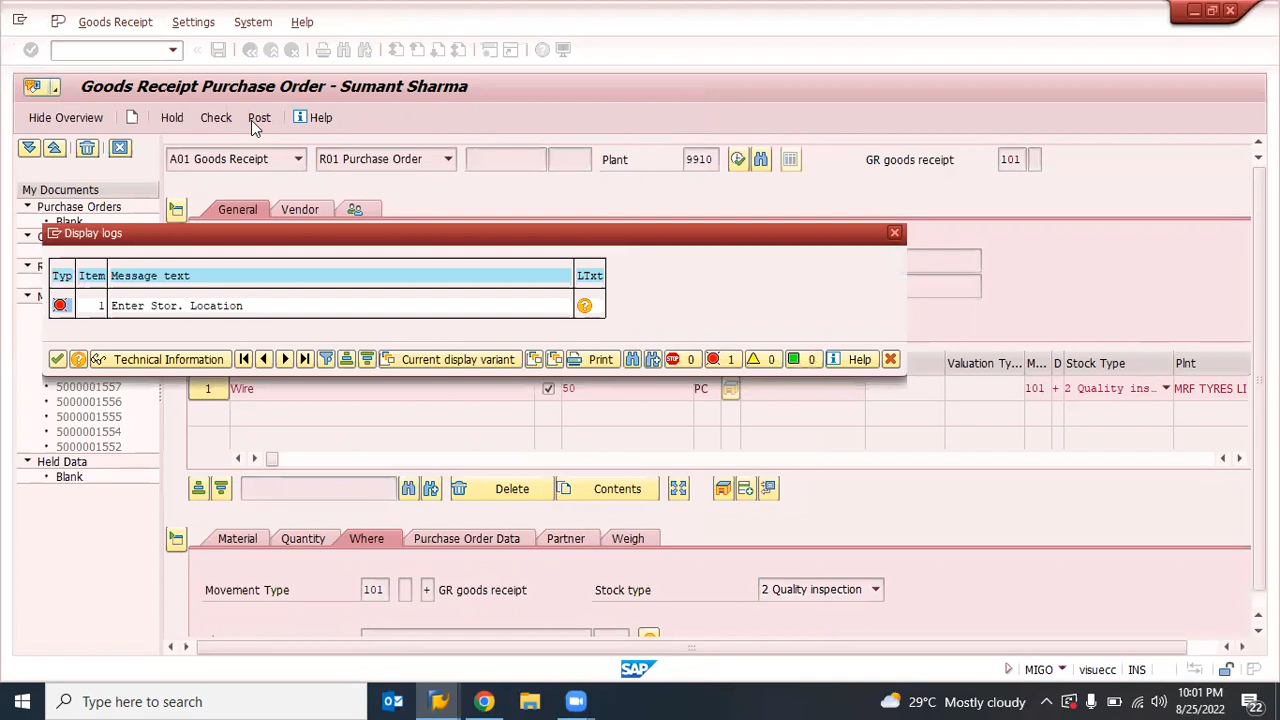 Goods Receipt Settings System Help
Goods Receipt Purchase Order - Sumant Sharma
Hide Overview Hold Check Post Help
A01 Goods Receipt R01 Purchase Order Plant 9910 GR goods receipt 101
My Documents
Purchase Orders
Blank
General Vendor
Display logs
Typ Item Message text LTxt
1 Enter Stor. Location
Technical Information Current display variant Print 0 1 0 0 Help
Valuation Ty... M... D Stock Type Plnt
1 Wire 50 PC 101 + 2 Quality ins... MRF TYRES LI
5000001557
5000001556
5000001555
5000001554
5000001552
Held Data
Blank
Delete Contents
Material Quantity Where Purchase Order Data Partner Weigh
Movement Type 101 + GR goods receipt Stock type 2 Quality inspection
SAP MIGO visuecc INS
Type here to search 29°C Mostly cloudy 10:01 PM
8/25/2022 22